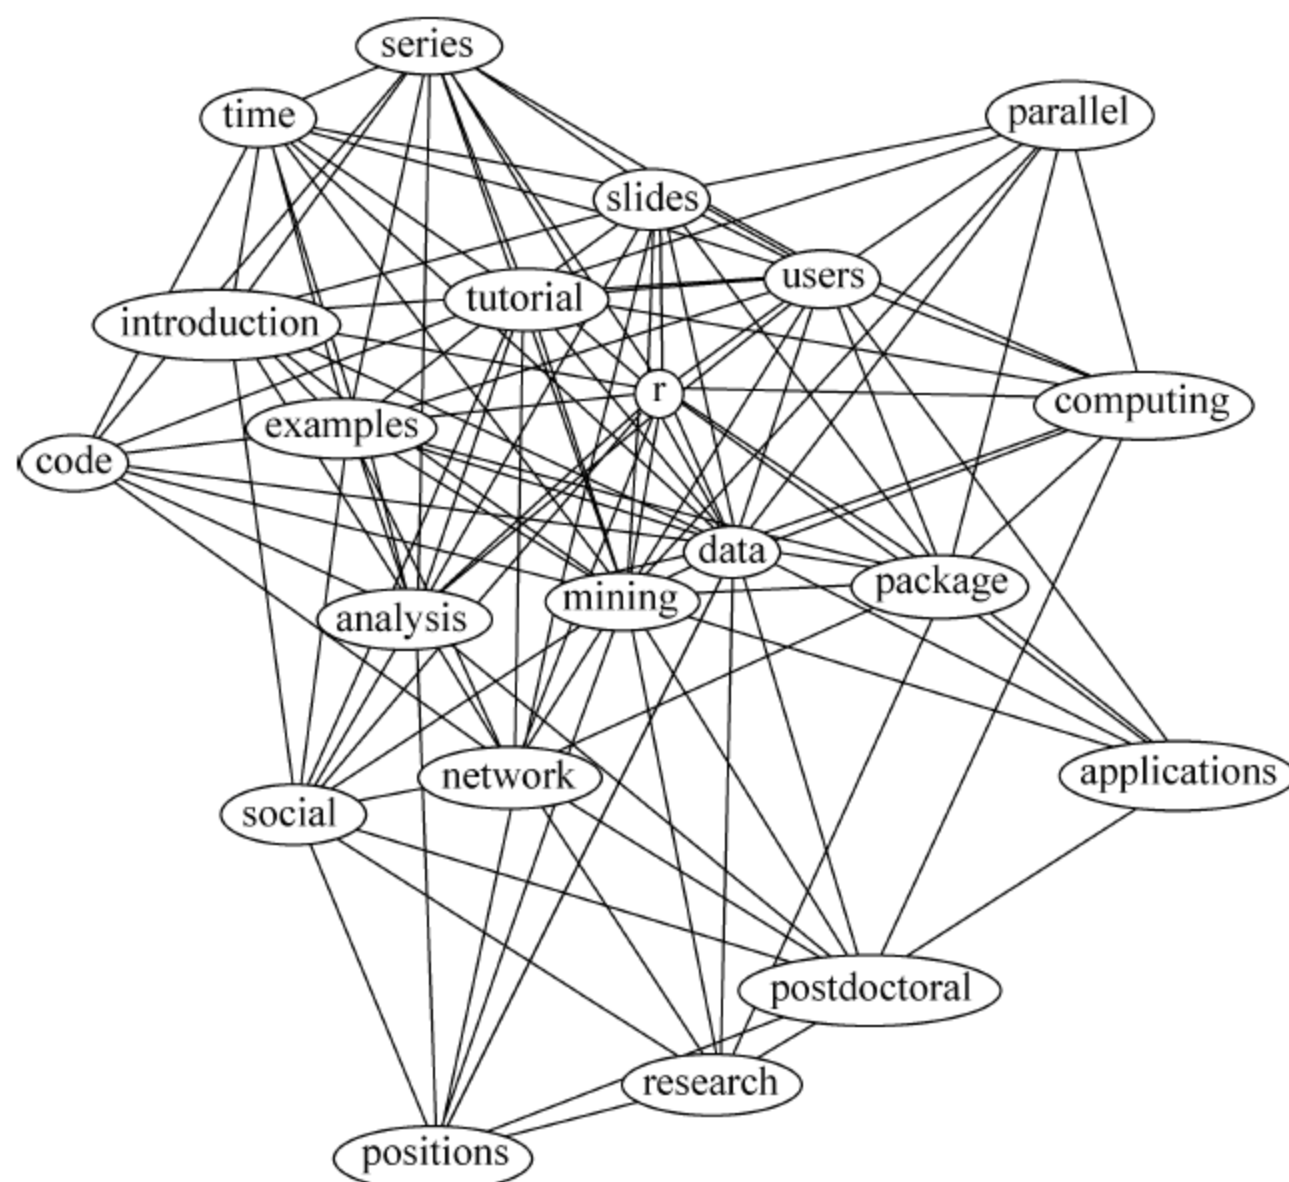 series
time
parallel
slides
users
tutorial
introduction
r
computing
examples
code
data
package
mining
analysis
network
applications
social
postdoctoral
research
positions